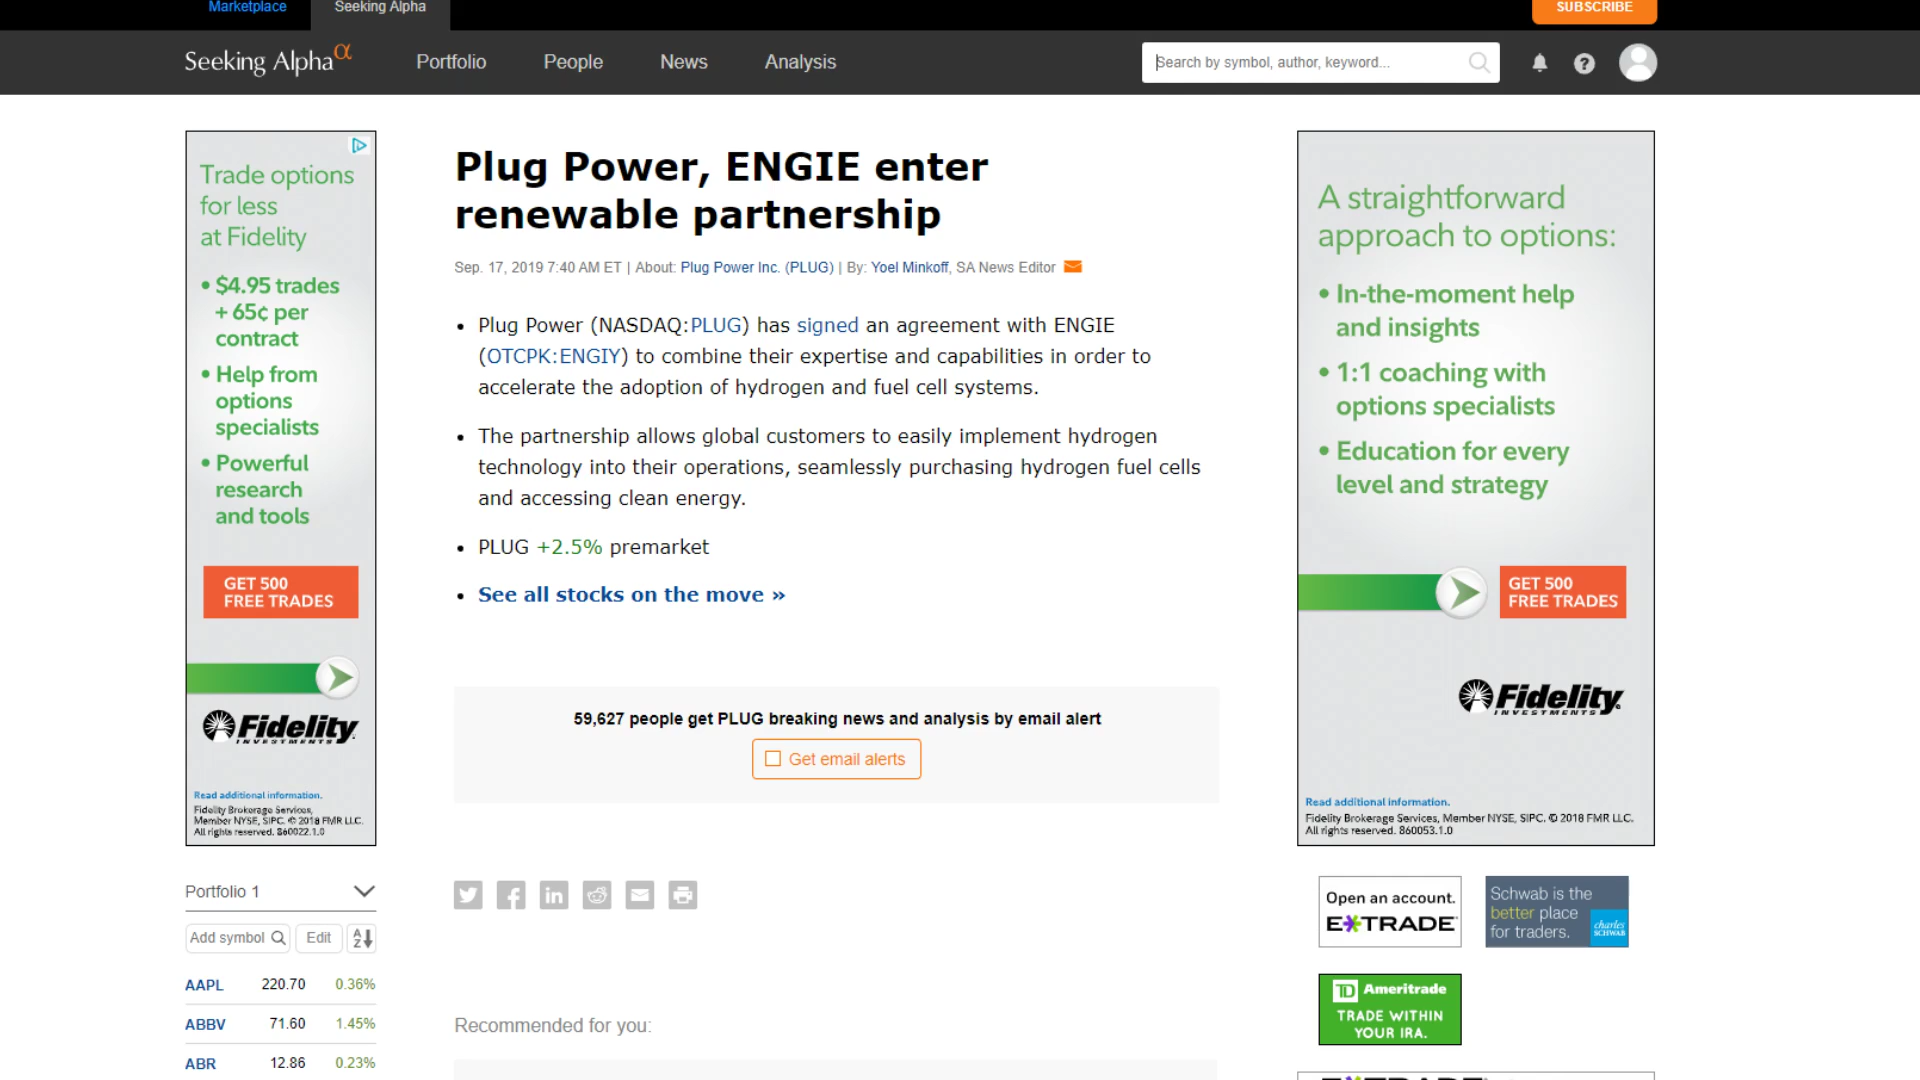 Marketplace
Seeking Alpha
SUBSCRIBE
Seeking Alphaα
Portfolio
People
News
Analysis
Search by symbol, author, keyword...
Trade options
for less
at Fidelity
• $4.95 trades
+ 65¢ per
contract
• Help from
options
specialists
• Powerful
research
and tools
GET 500
FREE TRADES
Fidelity
INVESTMENTS
Read additional information.
Fidelity Brokerage Services,
Member NYSE, SIPC. © 2018 FMR LLC.
All rights reserved. 860022.1.0
Portfolio 1
Add symbol
Edit
AZ
AAPL 220.70 0.36%
ABBV 71.60 1.45%
ABR 12.86 0.23%
Plug Power, ENGIE enter
renewable partnership
Sep. 17, 2019 7:40 AM ET | About: Plug Power Inc. (PLUG) | By: Yoel Minkoff, SA News Editor
• Plug Power (NASDAQ:PLUG) has signed an agreement with ENGIE
(OTCPK:ENGIY) to combine their expertise and capabilities in order to
accelerate the adoption of hydrogen and fuel cell systems.
• The partnership allows global customers to easily implement hydrogen
technology into their operations, seamlessly purchasing hydrogen fuel cells
and accessing clean energy.
• PLUG +2.5% premarket
• See all stocks on the move »
59,627 people get PLUG breaking news and analysis by email alert
Get email alerts
Recommended for you:
A straightforward
approach to options:
• In-the-moment help
and insights
• 1:1 coaching with
options specialists
• Education for every
level and strategy
GET 500
FREE TRADES
Fidelity
INVESTMENTS
Read additional information.
Fidelity Brokerage Services, Member NYSE, SIPC. © 2018 FMR LLC.
All rights reserved. 860053.1.0
Open an account.
E*TRADE
Schwab is the
better place
for traders.
charles
SCHWAB
TD Ameritrade
TRADE WITHIN
YOUR IRA.
E*TRADE